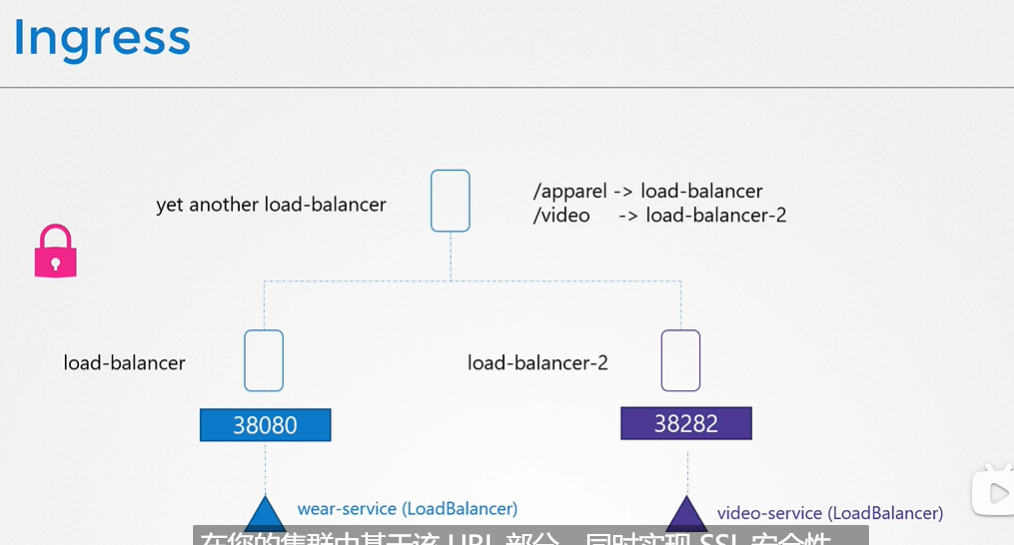 Ingress
yet another load-balancer
/apparel -> load-balancer
/video -> load-balancer-2
load-balancer
load-balancer-2
38080
38282
wear-service (LoadBalancer)
video-service (LoadBalancer)
在您的集群中基于该 URL 部分，同时实现 SSL 安全性